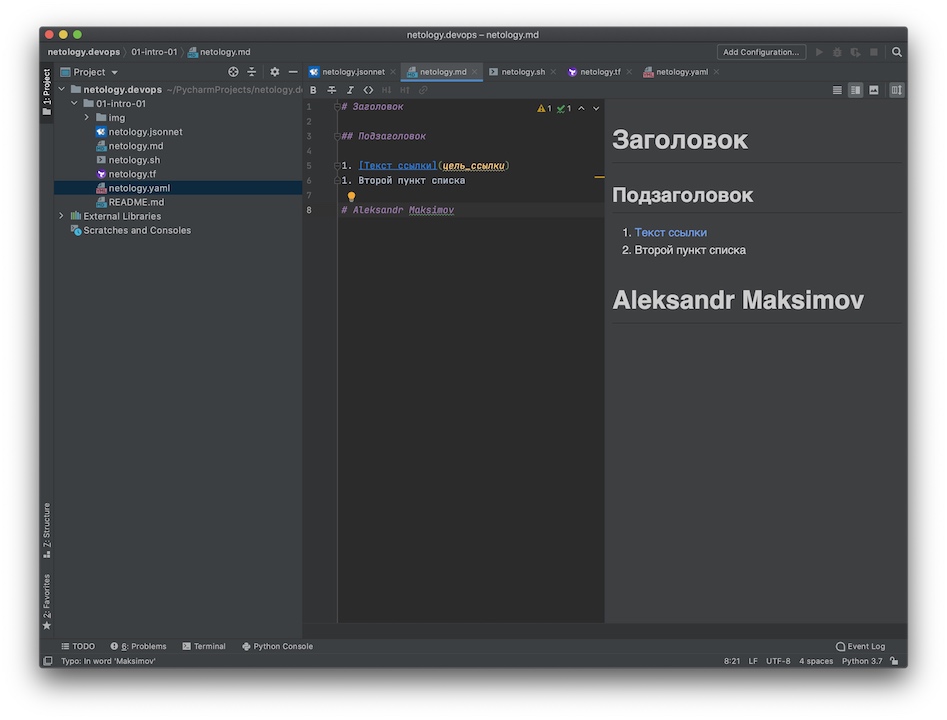 netology.devops – netology.md
netology.devops 01-intro-01 netology.md
Add Configuration...
1: Project
Project
netology.jsonnet netology.md netology.sh netology.tf netology.yaml
netology.devops ~/PycharmProjects/netology.d
01-intro-01
img
netology.jsonnet
netology.md
netology.sh
netology.tf
netology.yaml
README.md
External Libraries
Scratches and Consoles
B I <> H↓ H↑
1 # Заголовок
2
3 ## Подзаголовок
4
5 1. [Текст ссылки](цель_ссылки)
6 1. Второй пункт списка
7
8 # Aleksandr Maksimov
1 1
Заголовок
Подзаголовок
1. Текст ссылки
2. Второй пункт списка
Aleksandr Maksimov
Z: Structure
2: Favorites
TODO 6: Problems Terminal Python Console Event Log
Typo: In word 'Maksimov' 8:21 LF UTF-8 4 spaces Python 3.7